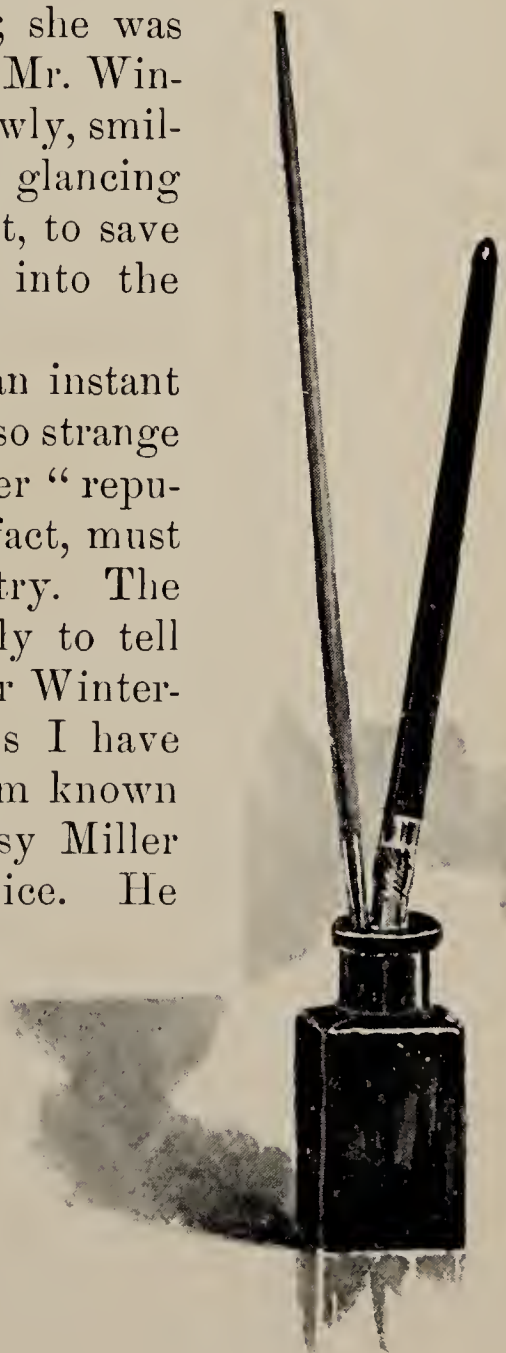 ; she was
Mr. Win-
wly, smil-
glancing
t, to save
into the
an instant
so strange
er “ repu-
fact, must
try. The
ly to tell
r Winter-
s I have
m known
sy Miller
ice. He